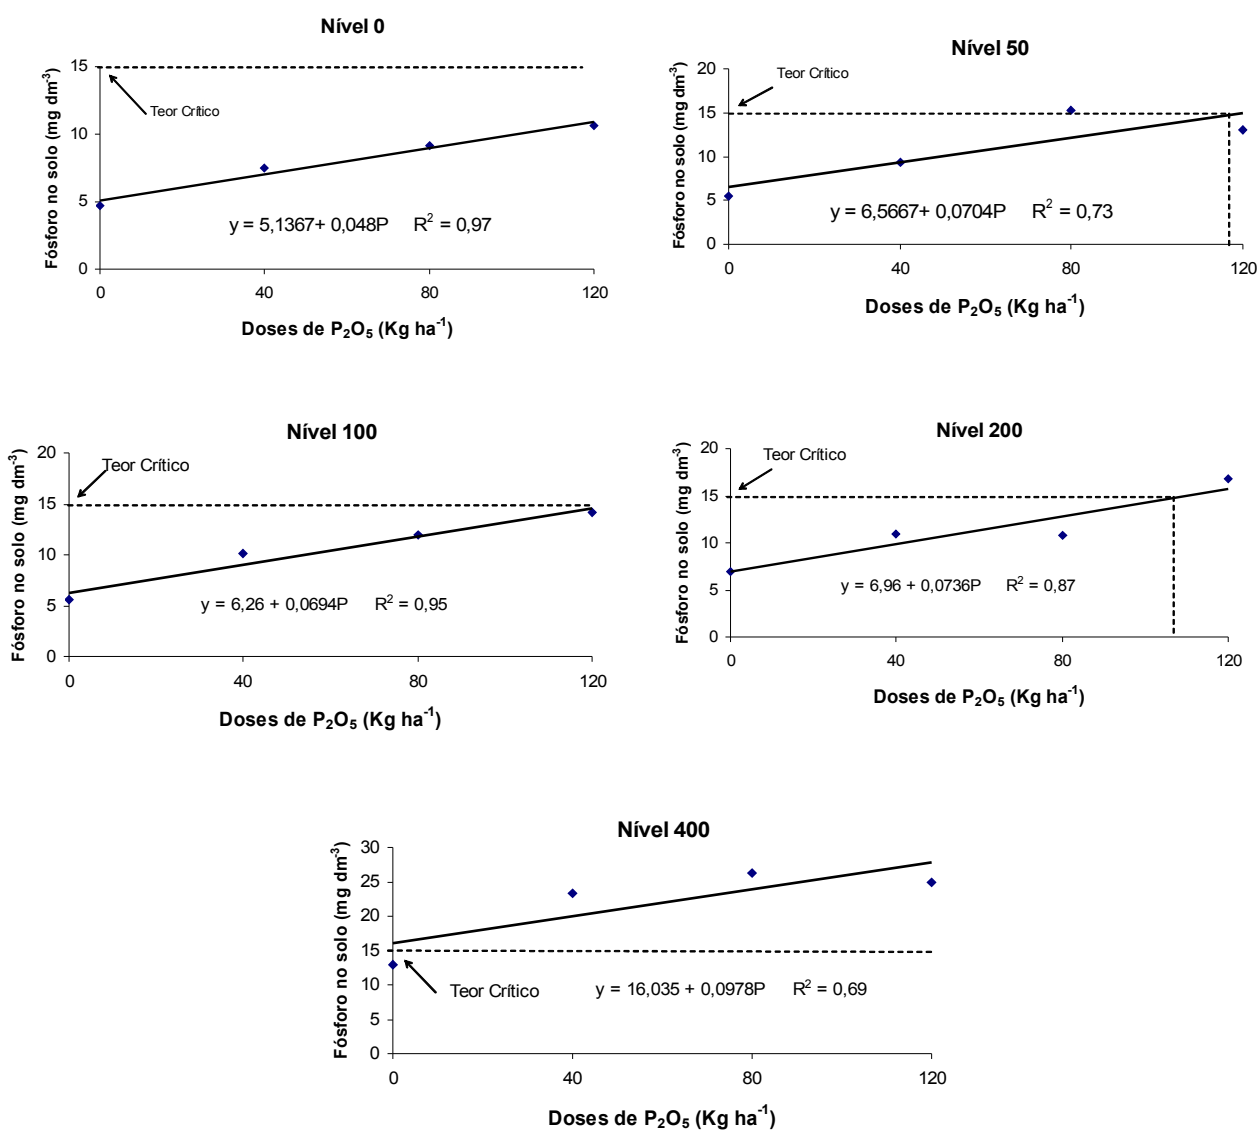 Nível 0
Fósforo no solo (mg dm-3)
15
10
5
0
Teor Crítico
y = 5,1367+ 0,048P R2 = 0,97
0 40 80 120
Doses de P2O5 (Kg ha-1)
Nível 50
Fósforo no solo (mg dm-3)
20
15
10
5
0
Teor Crítico
y = 6,5667+ 0,0704P R2 = 0,73
0 40 80 120
Doses de P2O5 (Kg ha-1)
Nível 100
Fósforo no solo (mg dm-3)
20
15
10
5
0
Teor Crítico
y = 6,26 + 0,0694P R2 = 0,95
0 40 80 120
Doses de P2O5 (Kg ha-1)
Nível 200
Fósforo no solo (mg dm-3)
20
15
10
5
0
Teor Crítico
y = 6,96 + 0,0736P R2 = 0,87
0 40 80 120
Doses de P2O5 (Kg ha-1)
Nível 400
Fósforo no solo (mg dm-3)
30
25
20
15
10
5
0
Teor Crítico
y = 16,035 + 0,0978P R2 = 0,69
0 40 80 120
Doses de P2O5 (Kg ha-1)